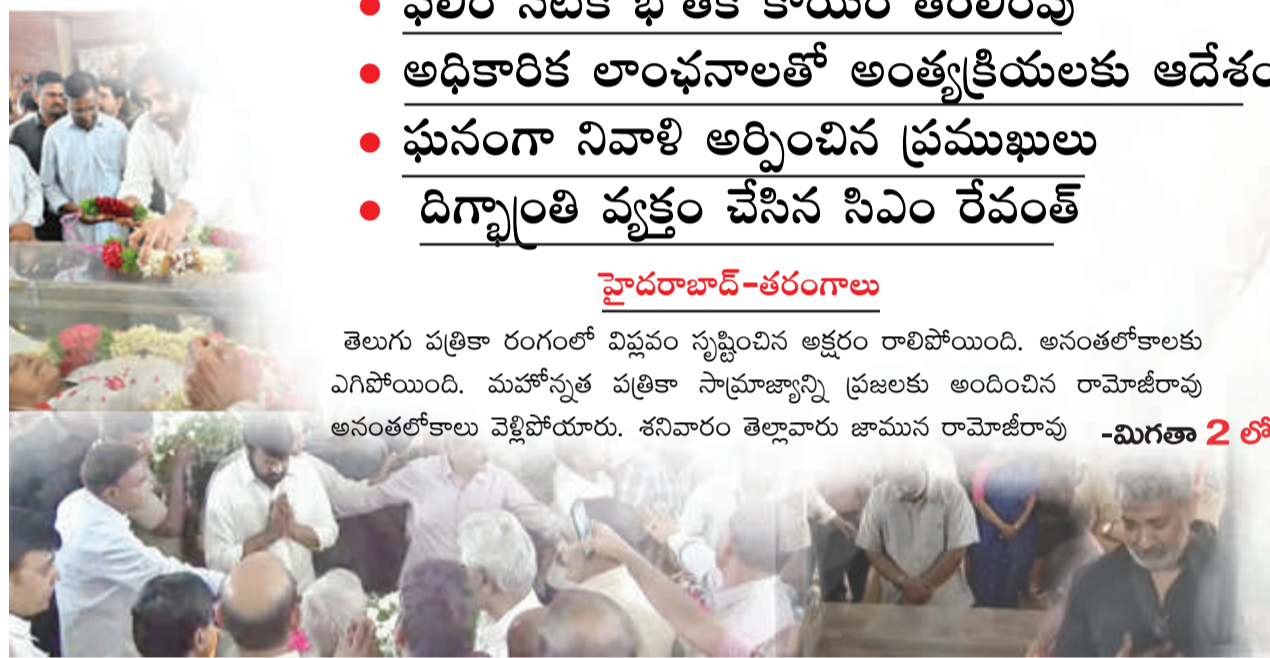 • అధికారిక లాంఛనాలతో అంత్యక్రియలకు ఆదేశం
• ఘనంగా నివాళి అర్పించిన ప్రముఖులు
• దిగ్భ్రాంతి వ్యక్తం చేసిన సిఎం రేవంత్
హైదరాబాద్-తరంగాలు
తెలుగు పత్రికా రంగంలో విప్లవం సృష్టించిన అక్షరం రాలిపోయింది. అనంతలోకాలకు
ఎగిపోయింది. మహోన్నత పత్రికా సామ్రాజ్యాన్ని ప్రజలకు అందించిన రామోజీరావు
అనంతలోకాలు వెళ్లిపోయారు. శనివారం తెల్లావారు జామున రామోజీరావు -మిగతా 2 లో